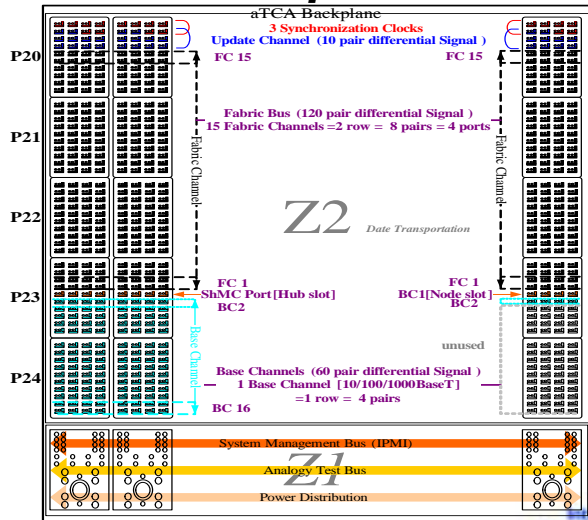 aTCA Backplane
3 Synchronization Clocks
Update Channel (10 pair differential Signal )
P20
FC 15
FC 15
Fabric Bus (120 pair differential Signal )
15 Fabric Channels =2 row = 8 pairs = 4 ports
P21
Fabric Channel
Fabric Channel
P22
Z2
Date Transportation
FC 1
FC 1
P23
ShMC Port[Hub slot]
BC1[Node slot]
BC2
BC2
unused
Base Channel
P24
Base Channels (60 pair differential Signal )
1 Base Channel [10/100/1000BaseT]
=1 row = 4 pairs
BC 16
System Management Bus (IPMI)
Z1
Analogy Test Bus
Power Distribution